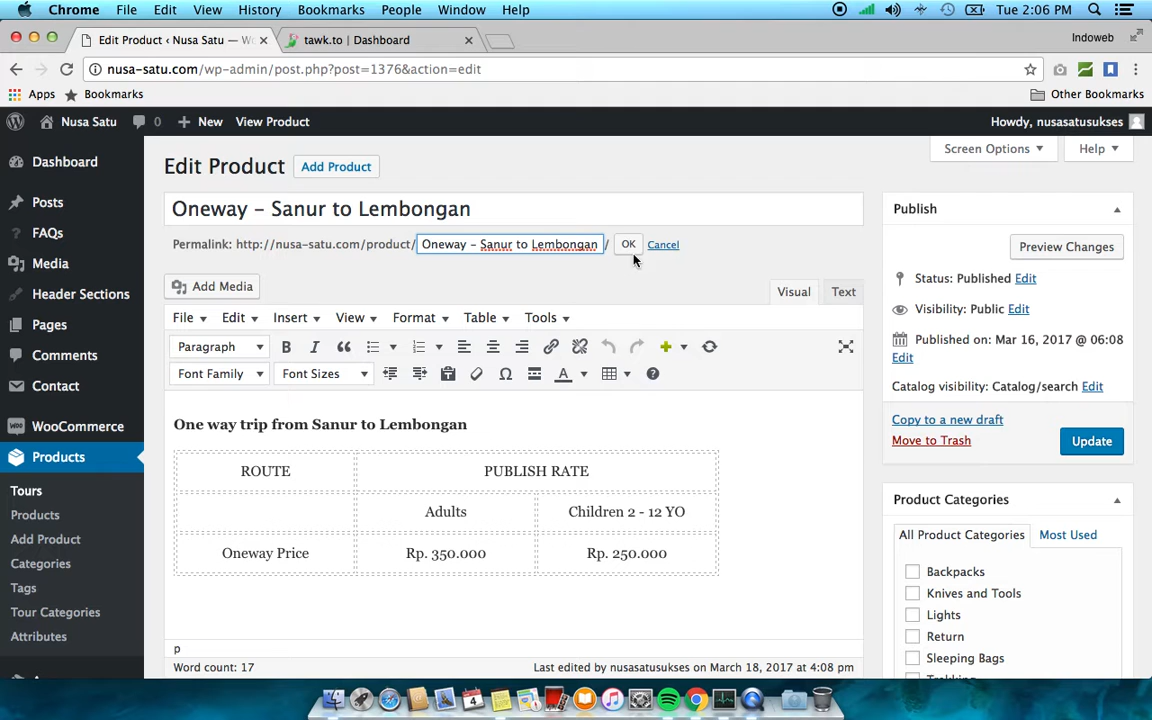 Chrome File Edit View History Bookmarks People Window Help Tue 2:06 PM
Edit Product ‹ Nusa Satu — Wo tawk.to | Dashboard Indoweb
nusa-satu.com/wp-admin/post.php?post=1376&action=edit
Apps Bookmarks Other Bookmarks
Nusa Satu 0 New View Product Howdy, nusasatusukses
Screen Options Help
Dashboard
Posts
FAQs
Media
Header Sections
Pages
Comments
Contact
WooCommerce
Products
Tours
Products
Add Product
Categories
Tags
Tour Categories
Attributes
Edit Product Add Product
Oneway – Sanur to Lembongan
Permalink: http://nusa-satu.com/product/ Oneway – Sanur to Lembongan / OK Cancel
Add Media Visual Text
File Edit Insert View Format Table Tools
Paragraph
Font Family Font Sizes
One way trip from Sanur to Lembongan
ROUTE PUBLISH RATE
Adults Children 2 - 12 YO
Oneway Price Rp. 350.000 Rp. 250.000
p
Word count: 17 Last edited by nusasatusukses on March 18, 2017 at 4:08 pm
Publish
Preview Changes
Status: Published Edit
Visibility: Public Edit
Published on: Mar 16, 2017 @ 06:08
Edit
Catalog visibility: Catalog/search Edit
Copy to a new draft
Move to Trash Update
Product Categories
All Product Categories Most Used
Backpacks
Knives and Tools
Lights
Return
Sleeping Bags